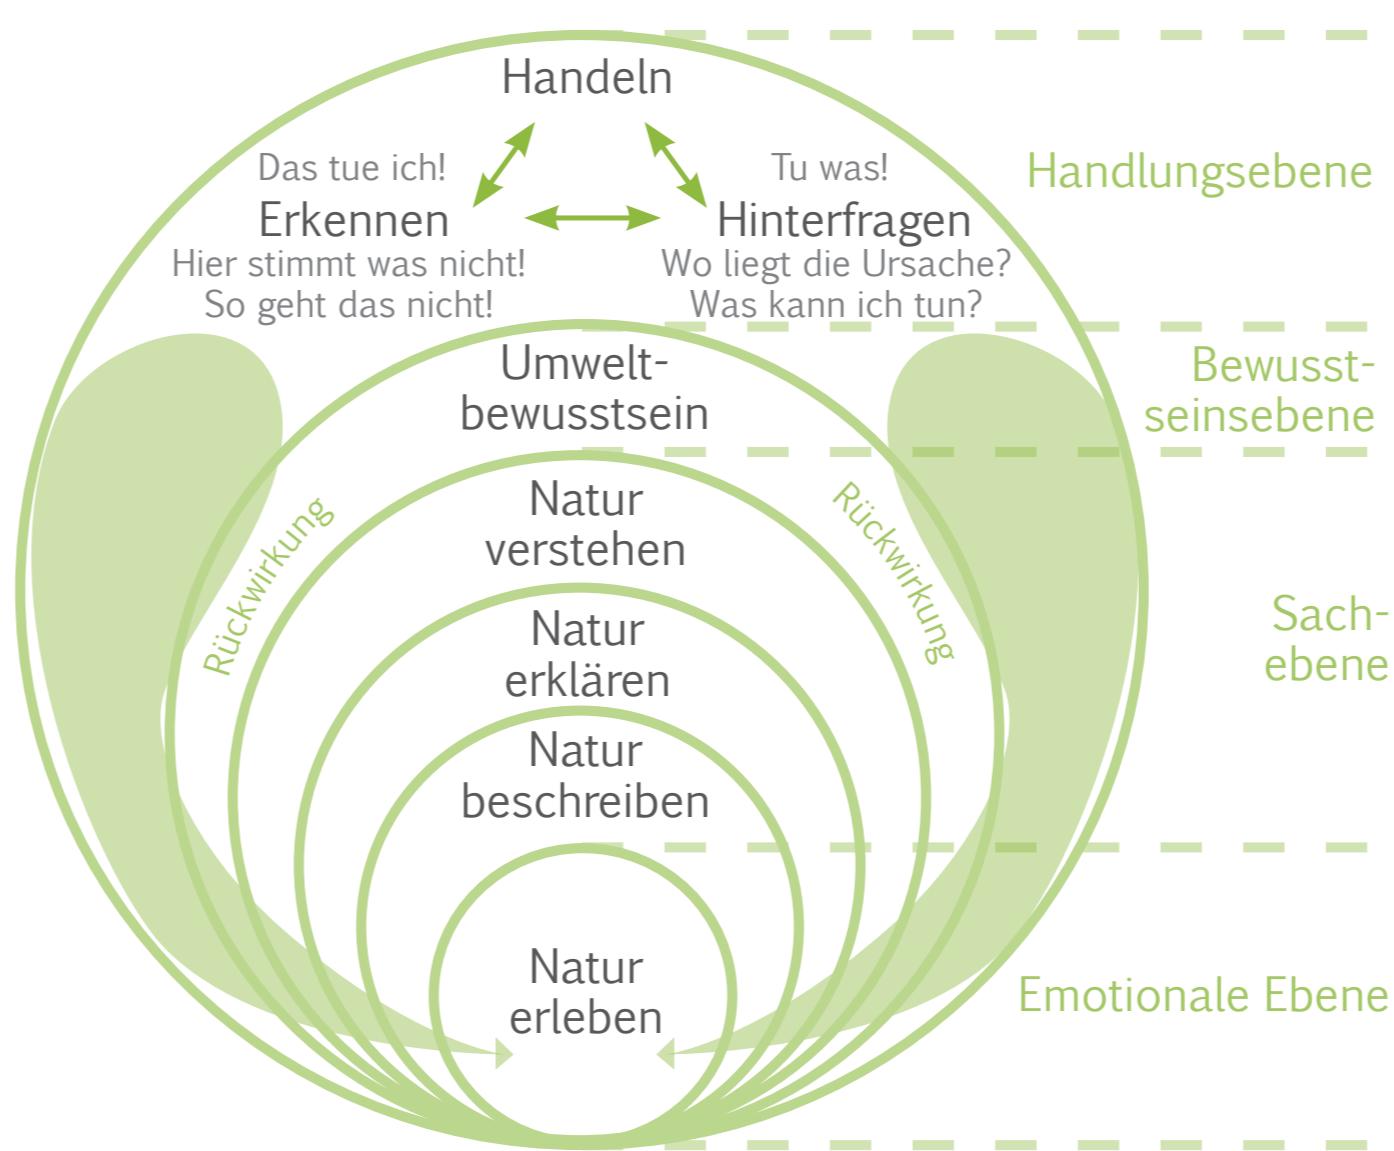 Handeln
Das tue ich!
Tu was!
Handlungsebene
Erkennen
Hinterfragen
Hier stimmt was nicht!
Wo liegt die Ursache?
So geht das nicht!
Was kann ich tun?
Umwelt-
bewusstsein
Bewusst-
seinsebene
Rückwirkung
Natur
verstehen
Rückwirkung
Natur
erklären
Sach-
ebene
Natur
beschreiben
Natur
erleben
Emotionale Ebene